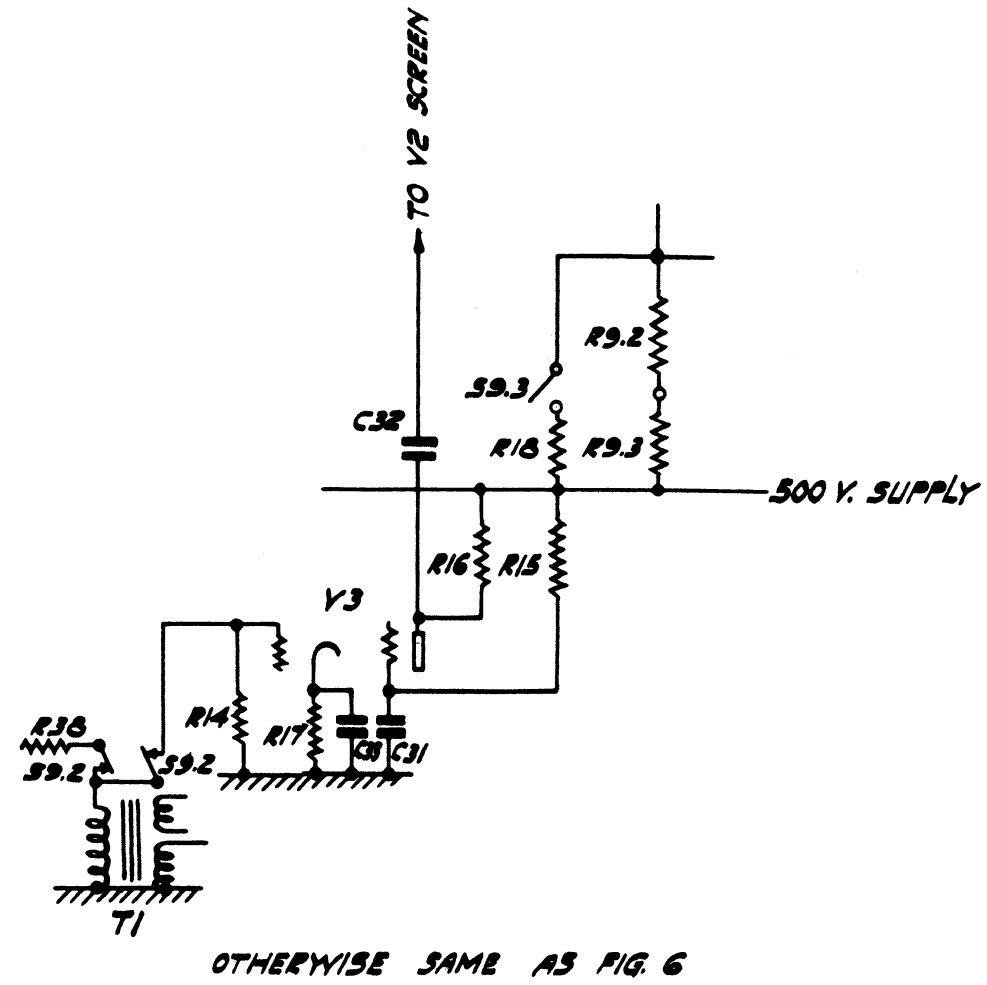 TO V2 SCREEN
R9.2
S9.3
C32
R18
R9.3
500 V. SUPPLY
R16
R15
V3
R38
R14
R17
C33
C31
S9.2
S9.2
T1
OTHERWISE SAME AS FIG. 6